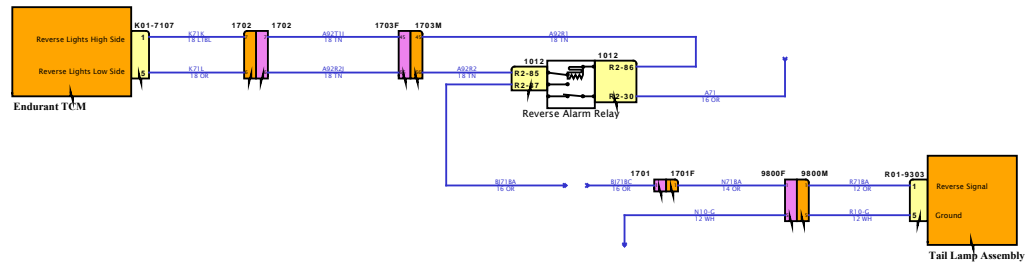 K01-7107
1702
1702
1703F
1703M
Reverse Lights High Side
1
K71K
18 LTBL
A92T1J
18 TN
A92R1
18 TN
1012
1012
Reverse Lights Low Side
5
K71L
18 OR
A92R2J
18 TN
A92R2
18 TN
R2-85
R2-86
R2-87
R2-30
A71
16 OR
Endurant TCM
Reverse Alarm Relay
1701
1701F
9800F
9800M
R01-9303
BJ71BA
16 OR
BJ71BC
16 OR
N71BA
14 OR
R71BA
12 OR
1
Reverse Signal
N10-G
12 WH
R10-G
12 WH
5
Ground
Tail Lamp Assembly